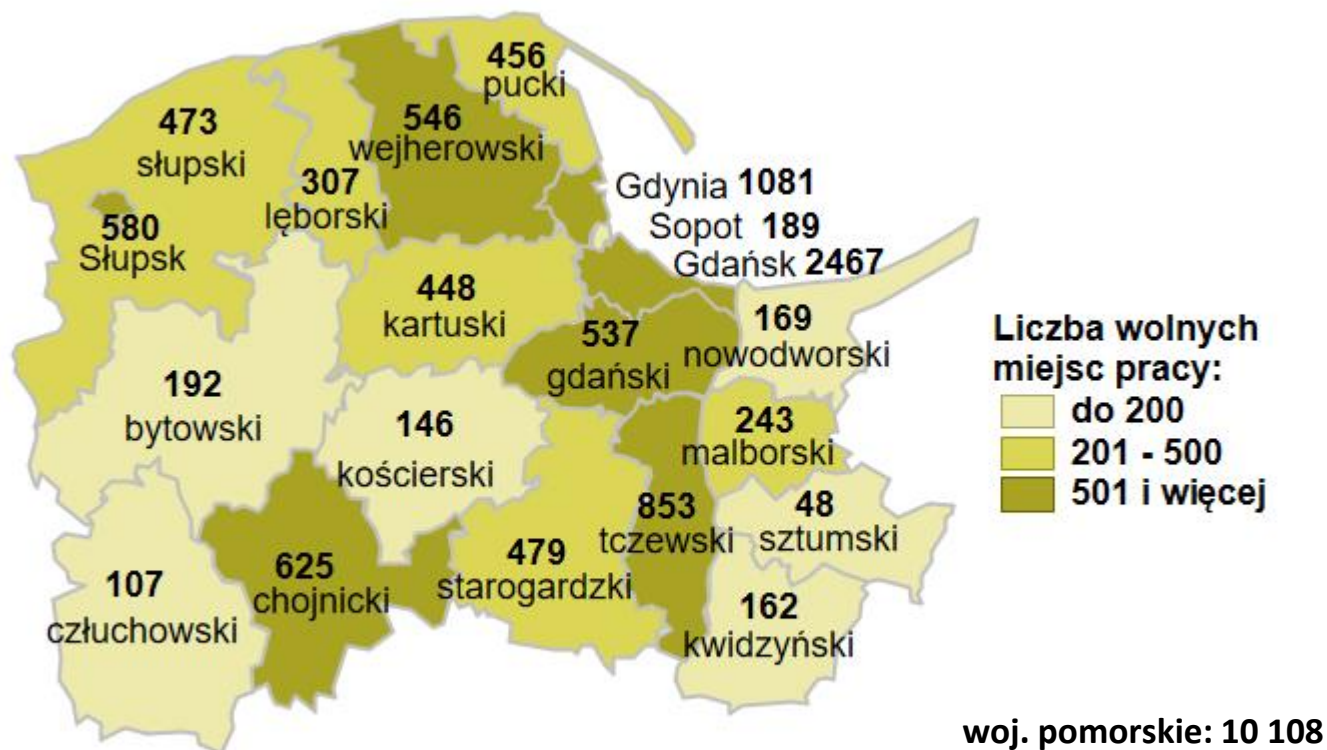 456
pucki
473
słupski
546
wejherowski
307
lęborski
Gdynia 1081
Sopot 189
Gdańsk 2467
580
Słupsk
448
kartuski
537
gdański
169
nowodworski
192
bytowski
146
kościerski
243
malborski
853
tczewski
48
sztumski
107
człuchowski
625
chojnicki
479
starogardzki
162
kwidzyński
Liczba wolnych
miejsc pracy:
do 200
201 - 500
501 i więcej
woj. pomorskie: 10 108